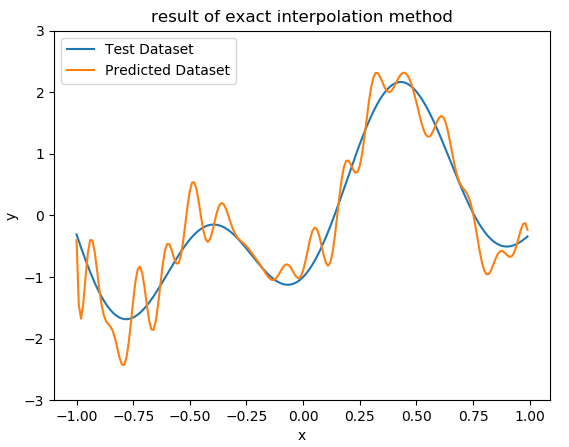 result of exact interpolation method
Test Dataset
Predicted Dataset
3
2
1
0
−1
−2
−3
y
−1.00 −0.75 −0.50 −0.25 0.00 0.25 0.50 0.75 1.00
x